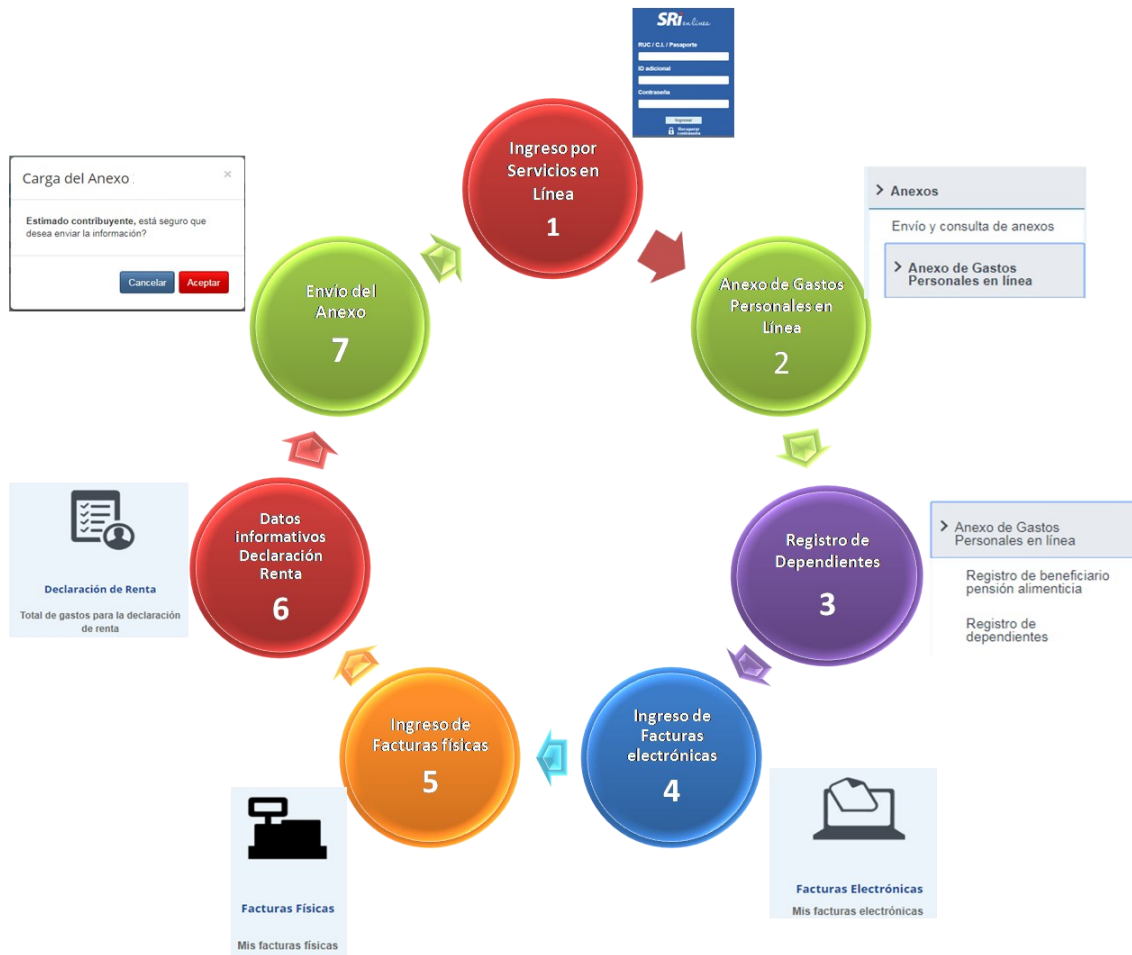 SRi en línea
RUC / C.I. / Pasaporte
ID adicional
Contraseña
Ingresar
Recuperar
contraseña
Ingreso por
Servicios en
Línea
1
Anexos
Envío y consulta de anexos
Anexo de Gastos
Personales en línea
Anexo de Gastos
Personales en
Línea
2
Anexo de Gastos
Personales en línea
Registro de beneficiario
pensión alimenticia
Registro de
dependientes
Registro de
Dependientes
3
Ingreso de
Facturas
electrónicas
4
Facturas Electrónicas
Mis facturas electrónicas
Ingreso de
Facturas físicas
5
Facturas Físicas
Mis facturas físicas
Datos
informativos
Declaración
Renta
6
Declaración de Renta
Total de gastos para la declaración
de renta
Envío del
Anexo
7
Carga del Anexo
×
Estimado contribuyente, está seguro que
desea enviar la información?
Cancelar
Aceptar